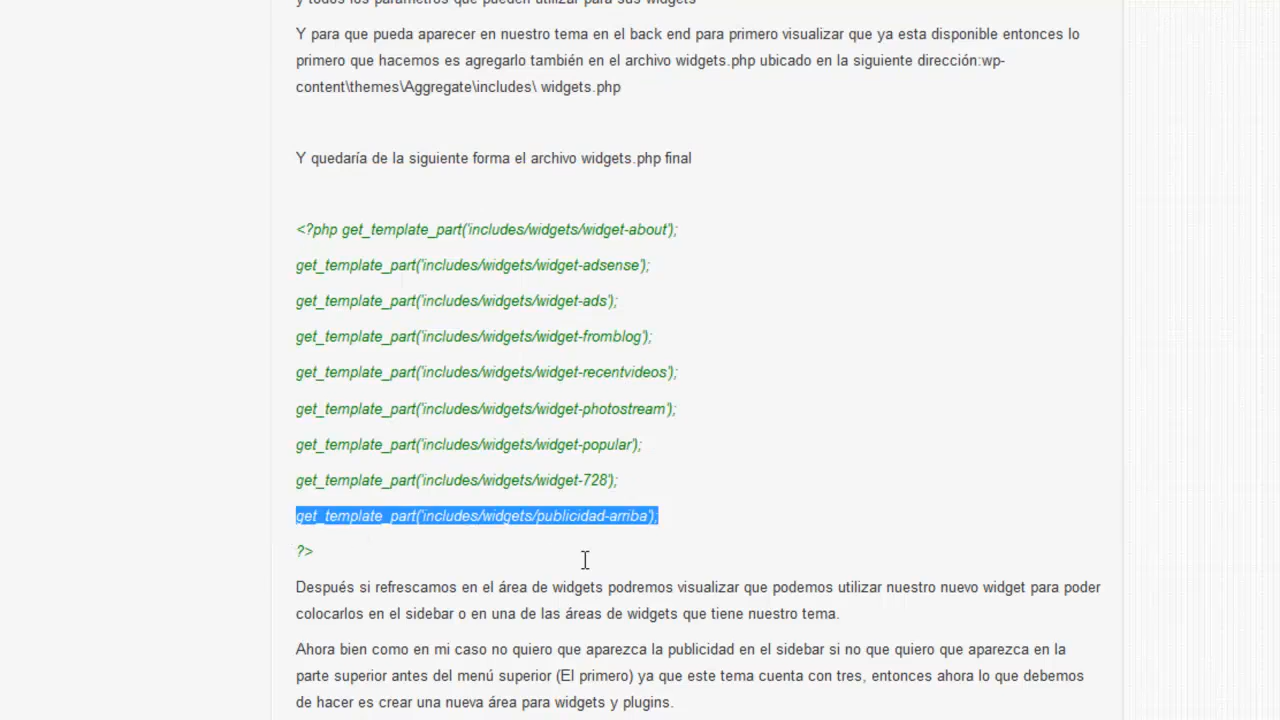 y todos los parametros que pueden utilizar para sus widgets
Y para que pueda aparecer en nuestro tema en el back end para primero visualizar que ya esta disponible entonces lo
primero que hacemos es agregarlo también en el archivo widgets.php ubicado en la siguiente dirección:wp-
content\themes\Aggregate\includes\ widgets.php
Y quedaría de la siguiente forma el archivo widgets.php final
<?php get_template_part('includes/widgets/widget-about');
get_template_part('includes/widgets/widget-adsense');
get_template_part('includes/widgets/widget-ads');
get_template_part('includes/widgets/widget-fromblog');
get_template_part('includes/widgets/widget-recentvideos');
get_template_part('includes/widgets/widget-photostream');
get_template_part('includes/widgets/widget-popular');
get_template_part('includes/widgets/widget-728');
get_template_part('includes/widgets/publicidad-arriba');
?>
Después si refrescamos en el área de widgets podremos visualizar que podemos utilizar nuestro nuevo widget para poder
colocarlos en el sidebar o en una de las áreas de widgets que tiene nuestro tema.
Ahora bien como en mi caso no quiero que aparezca la publicidad en el sidebar si no que quiero que aparezca en la
parte superior antes del menú superior (El primero) ya que este tema cuenta con tres, entonces ahora lo que debemos
de hacer es crear una nueva área para widgets y plugins.